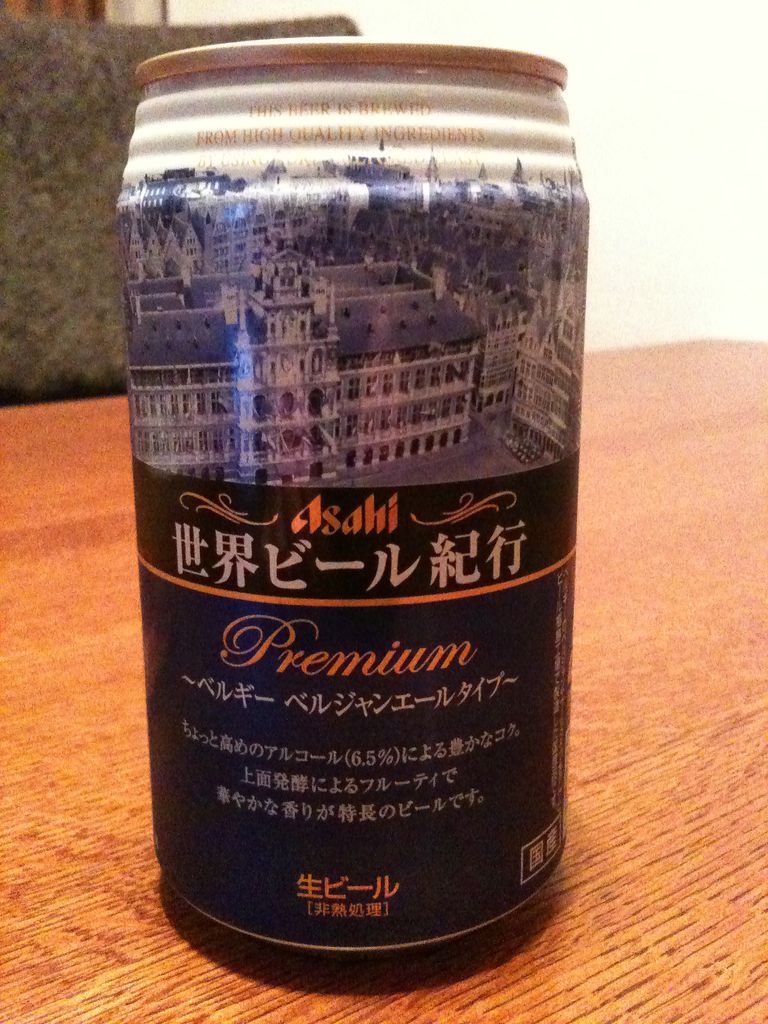 THIS BEER IS BREWED
FROM HIGH QUALITY INGREDIENTS
BY USING
Asahi
世界ビール紀行
Premium
～ベルギー ベルジャンエールタイプ～
ちょっと高めのアルコール(6.5%)による豊かなコク。
上面発酵によるフルーティで
華やかな香りが特長のビールです。
国産
生ビール
[非熱処理]